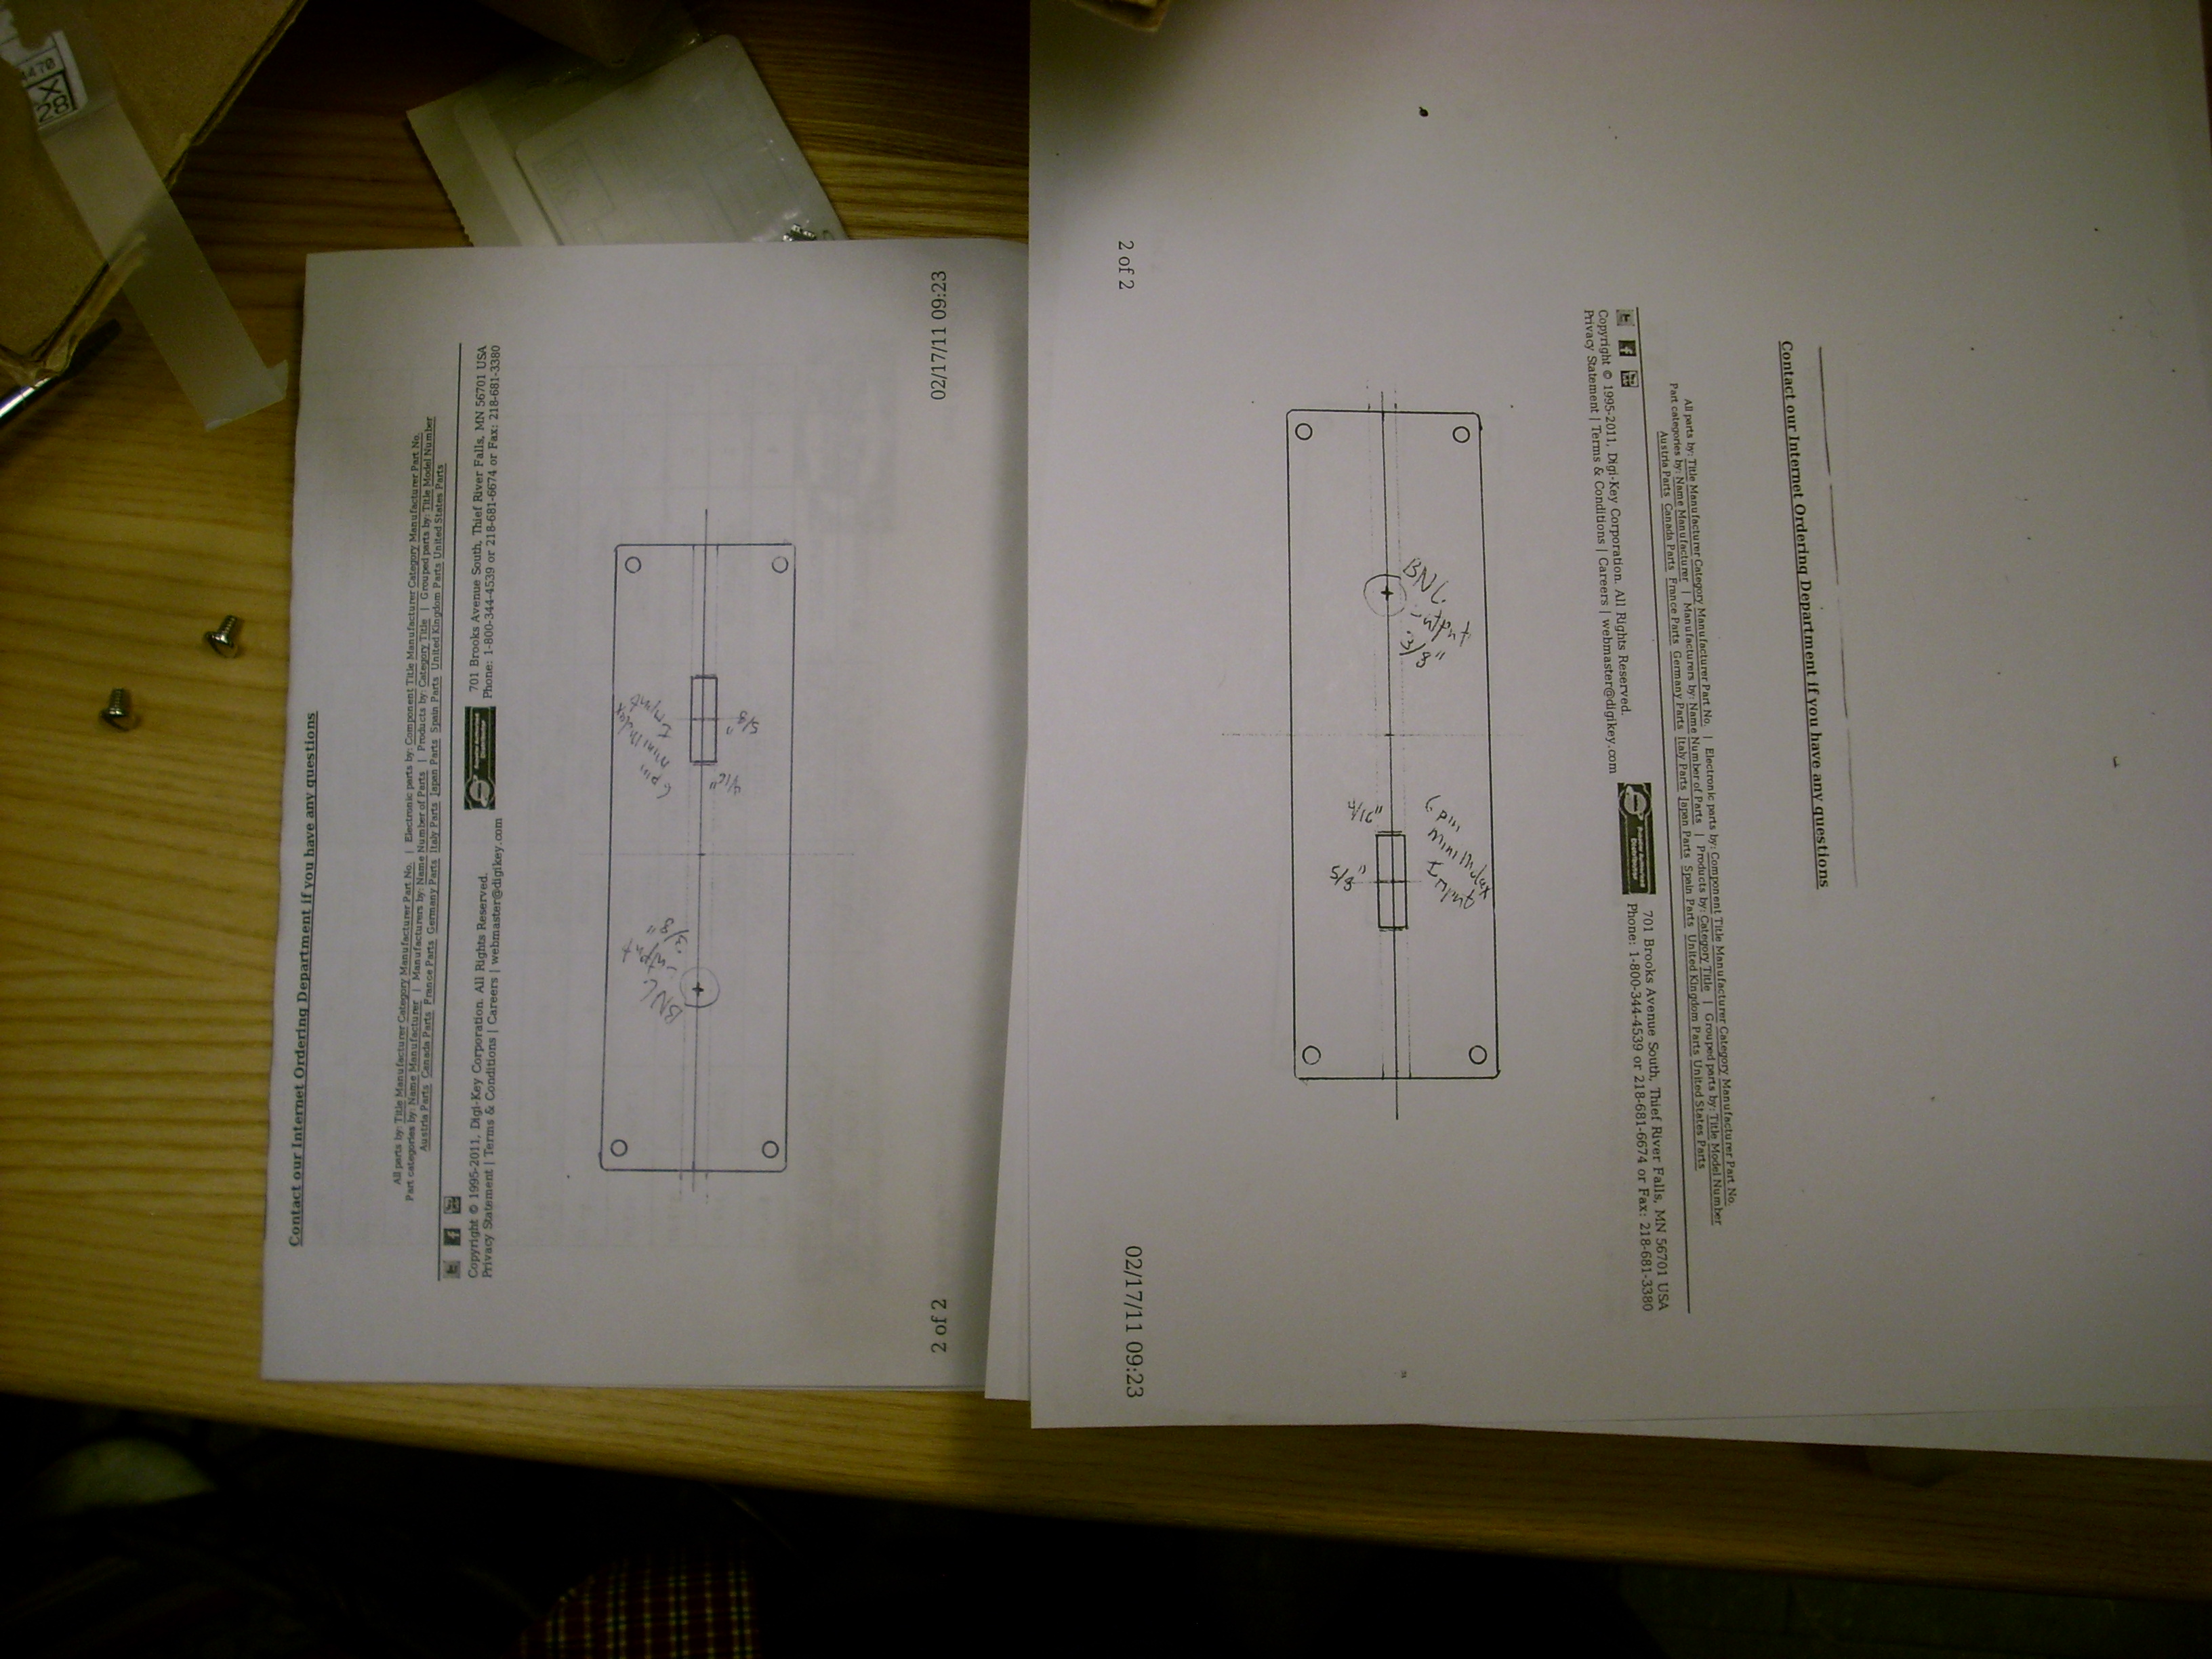 4470
X
28
02/17/11 09:23
2 of 2
Contact our Internet Ordering Department if you have any questions
All parts by: Title Manufacturer Category Manufacturer Part No. | Electronic parts by: Component Title Manufacturer Category Manufacturer Part No.
Part categories by: Name Manufacturer | Manufacturers by: Name Number of Parts | Products by: Category Title | Grouped parts by: Title Model Number
Austria Parts Canada Parts France Parts Germany Parts Italy Parts Japan Parts Spain Parts United Kingdom Parts United States Parts
Copyright © 1995-2011, Digi-Key Corporation. All Rights Reserved.
Privacy Statement | Terms & Conditions | Careers | webmaster@digikey.com
701 Brooks Avenue South, Thief River Falls, MN 56701 USA
Phone: 1-800-344-4539 or 218-681-6674 or Fax: 218-681-3380
BNC
output
3/8"
6 pin
5/8"
2 of 2
02/17/11 09:23
Contact our Internet Ordering Department if you have any questions
All parts by: Title Manufacturer Category Manufacturer Part No. | Electronic parts by: Component Title Manufacturer Category Manufacturer Part No.
Part categories by: Name Manufacturer | Manufacturers by: Name Number of Parts | Products by: Category Title | Grouped parts by: Title Model Number
Austria Parts Canada Parts France Parts Germany Parts Italy Parts Japan Parts Spain Parts United Kingdom Parts United States Parts
Copyright © 1995-2011, Digi-Key Corporation. All Rights Reserved.
Privacy Statement | Terms & Conditions | Careers | webmaster@digikey.com
701 Brooks Avenue South, Thief River Falls, MN 56701 USA
Phone: 1-800-344-4539 or 218-681-6674 or Fax: 218-681-3380
BNC
output
3/8"
6 pin
5/8"